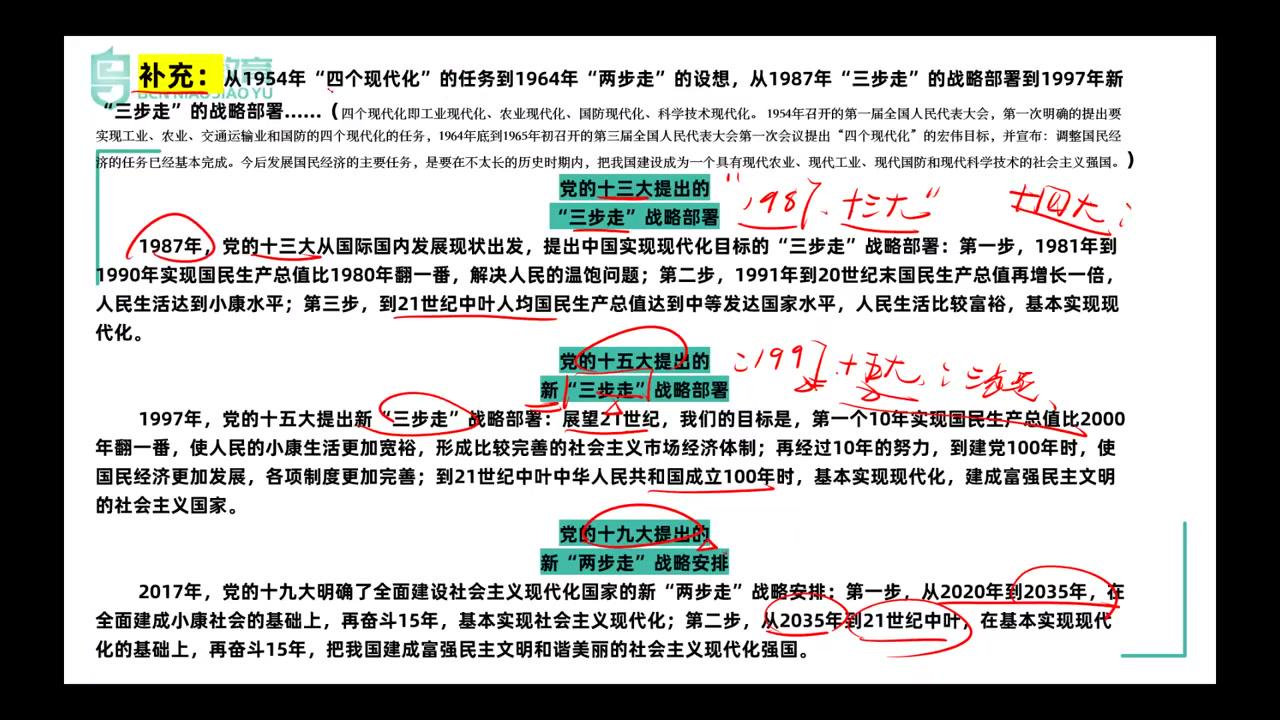 教育
BEN NIAO JIAO YU
补充：从1954年“四个现代化”的任务到1964年“两步走”的设想，从1987年“三步走”的战略部署到1997年新
“三步走”的战略部署……（四个现代化即工业现代化、农业现代化、国防现代化、科学技术现代化。 1954年召开的第一届全国人民代表大会，第一次明确的提出要
实现工业、农业、交通运输业和国防的四个现代化的任务，1964年底到1965年初召开的第三届全国人民代表大会第一次会议提出“四个现代化”的宏伟目标，并宣布：调整国民经
济的任务已经基本完成。今后发展国民经济的主要任务，是要在不太长的历史时期内，把我国建设成为一个具有现代农业、现代工业、现代国防和现代科学技术的社会主义强国。）
党的十三大提出的
“三步走”战略部署
“1987、十三大” 十四大：
1987年，党的十三大从国际国内发展现状出发，提出中国实现现代化目标的“三步走”战略部署：第一步，1981年到
1990年实现国民生产总值比1980年翻一番，解决人民的温饱问题；第二步，1991年到20世纪末国民生产总值再增长一倍，
人民生活达到小康水平；第三步，到21世纪中叶人均国民生产总值达到中等发达国家水平，人民生活比较富裕，基本实现现
代化。
党的十五大提出的
新“三步走”战略部署
1997、十五大
1997年，党的十五大提出新“三步走”战略部署：展望21世纪，我们的目标是，第一个10年实现国民生产总值比2000
年翻一番，使人民的小康生活更加宽裕，形成比较完善的社会主义市场经济体制；再经过10年的努力，到建党100年时，使
国民经济更加发展，各项制度更加完善；到21世纪中叶中华人民共和国成立100年时，基本实现现代化，建成富强民主文明
的社会主义国家。
党的十九大提出的
新“两步走”战略安排
2017年，党的十九大明确了全面建设社会主义现代化国家的新“两步走”战略安排：第一步，从2020年到2035年，在
全面建成小康社会的基础上，再奋斗15年，基本实现社会主义现代化；第二步，从2035年到21世纪中叶，在基本实现现代
化的基础上，再奋斗15年，把我国建成富强民主文明和谐美丽的社会主义现代化强国。